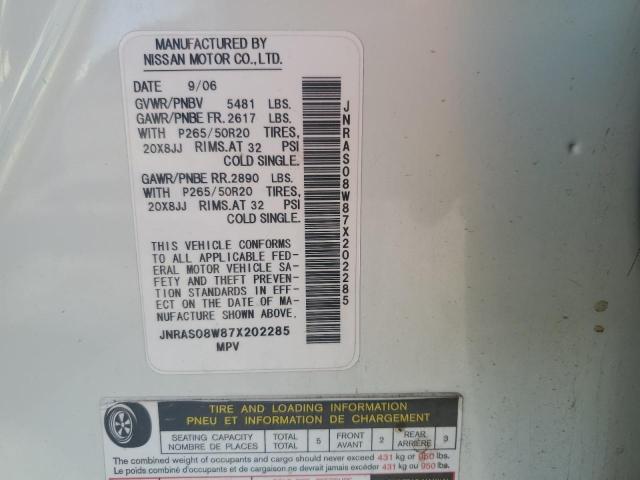 MANUFACTURED BY
NISSAN MOTOR CO., LTD.
DATE 9/06
GVWR/PNBV 5481 LBS.
GAWR/PNBE FR. 2617 LBS.
WITH P265/50R20 TIRES,
20X8JJ RIMS. AT 32 PSI
COLD SINGLE.
GAWR/PNBE RR. 2890 LBS.
WITH P265/50R20 TIRES,
20X8JJ RIMS. AT 32 PSI
COLD SINGLE.
THIS VEHICLE CONFORMS
TO ALL APPLICABLE FED-
ERAL MOTOR VEHICLE SA-
FETY AND THEFT PREVEN-
TION STANDARDS IN EFF-
ECT ON THE DATE OF MA-
NUFACTURE SHOWN ABOVE.
JNRAS08W87X202285
MPV
JNRAS08W87X202285
TIRE AND LOADING INFORMATION
PNEU ET INFORMATION DE CHARGEMENT
SEATING CAPACITY TOTAL 5 FRONT 2 REAR 3
NOMBRE DE PLACES TOTAL AVANT ARRIÈRE
The combined weight of occupants and cargo should never exceed 431 kg or 950 lbs.
Le poids combiné d'occupants et de cargaison ne devrait jamais excéder 431 kg ou 950 lbs.